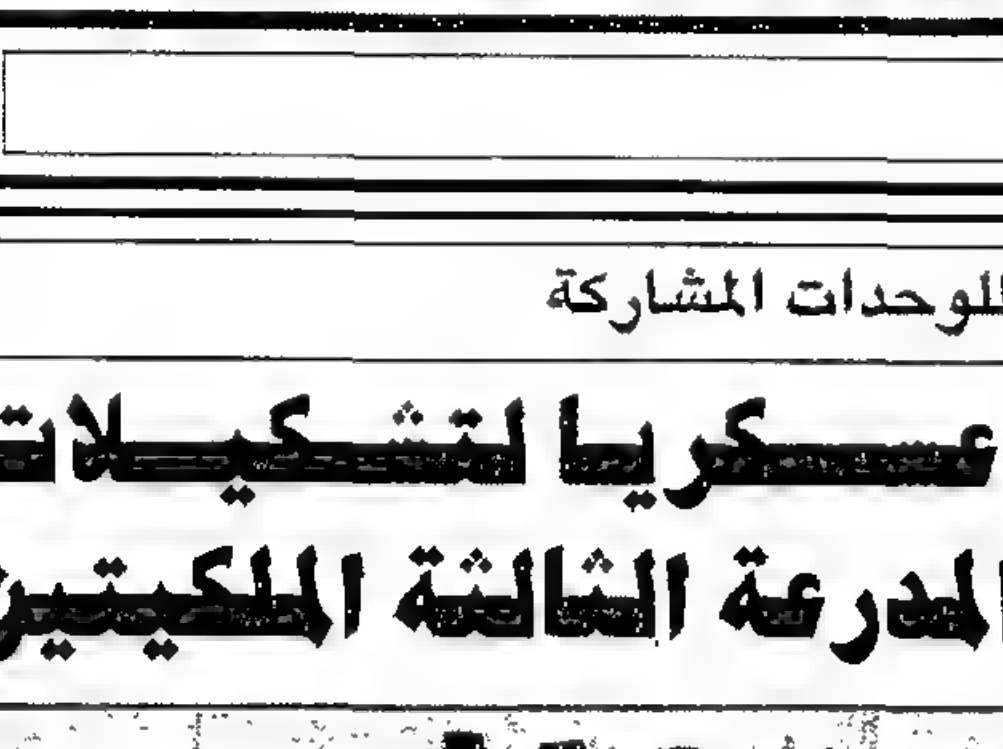 للوحدات المشاركة
عسكريا لتشكيلات
المدرعة الثالثة الملكيتين